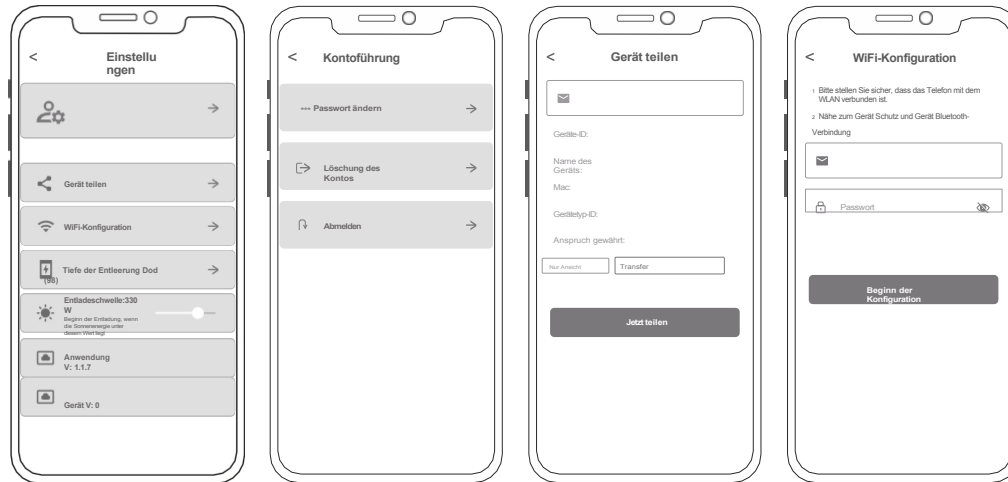 <
Einstellu
ngen
Gerät teilen
WiFi-Konfiguration
Tiefe der Entleerung Dod
(98)
Entladeschwelle:330
W
Beginn der Entladung, wenn
die Sonnenenergie unter
diesem Wert liegt
Anwendung
V: 1.1.7
Gerät V: 0
<
Kontoführung
*** Passwort ändern
Löschung des
Kontos
Abmelden
<
Gerät teilen
Geräte-ID:
Name des
Geräts:
Mac:
Gerätetyp-ID:
Anspruch gewährt:
Nur Ansicht
Transfer
Jetzt teilen
<
WiFi-Konfiguration
1 Bitte stellen Sie sicher, dass das Telefon mit dem
WLAN verbunden ist.
2 Nähe zum Gerät Schutz und Gerät Bluetooth-
Verbindung
Passwort
Beginn der
Konfiguration